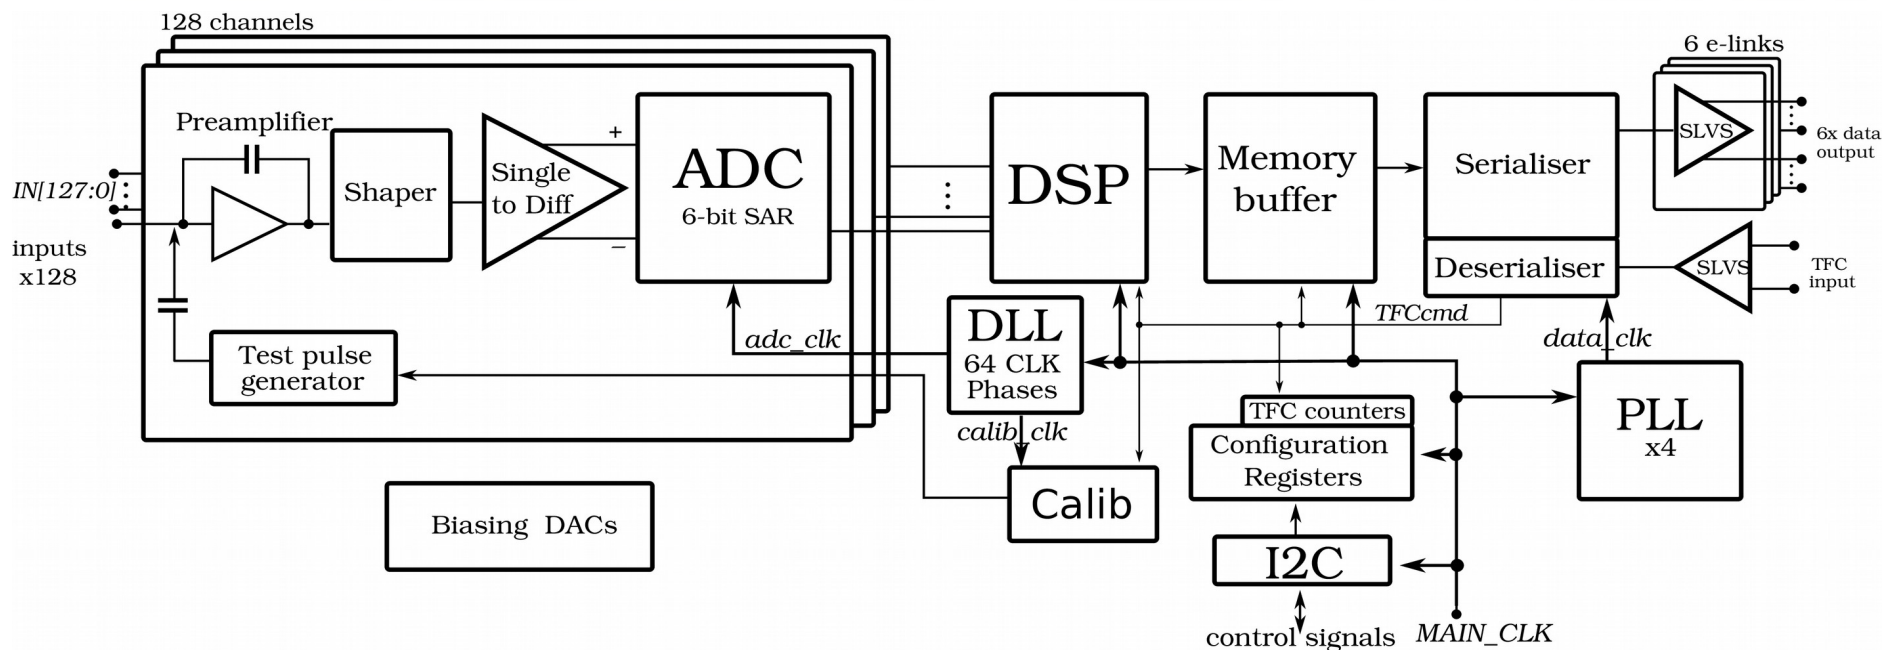 128 channels
6 e-links
Preamplifier
IN[127:0]
inputs
x128
Shaper
Single
to Diff
+
−
ADC
6-bit SAR
DSP
Memory
buffer
Serialiser
Deserialiser
SLVS
6x data
output
SLVS
TFC
input
TFCcmd
data_clk
adc_clk
DLL
64 CLK
Phases
Test pulse
generator
calib_clk
Calib
TFC counters
Configuration
Registers
PLL
x4
Biasing DACs
I2C
control signals
MAIN_CLK